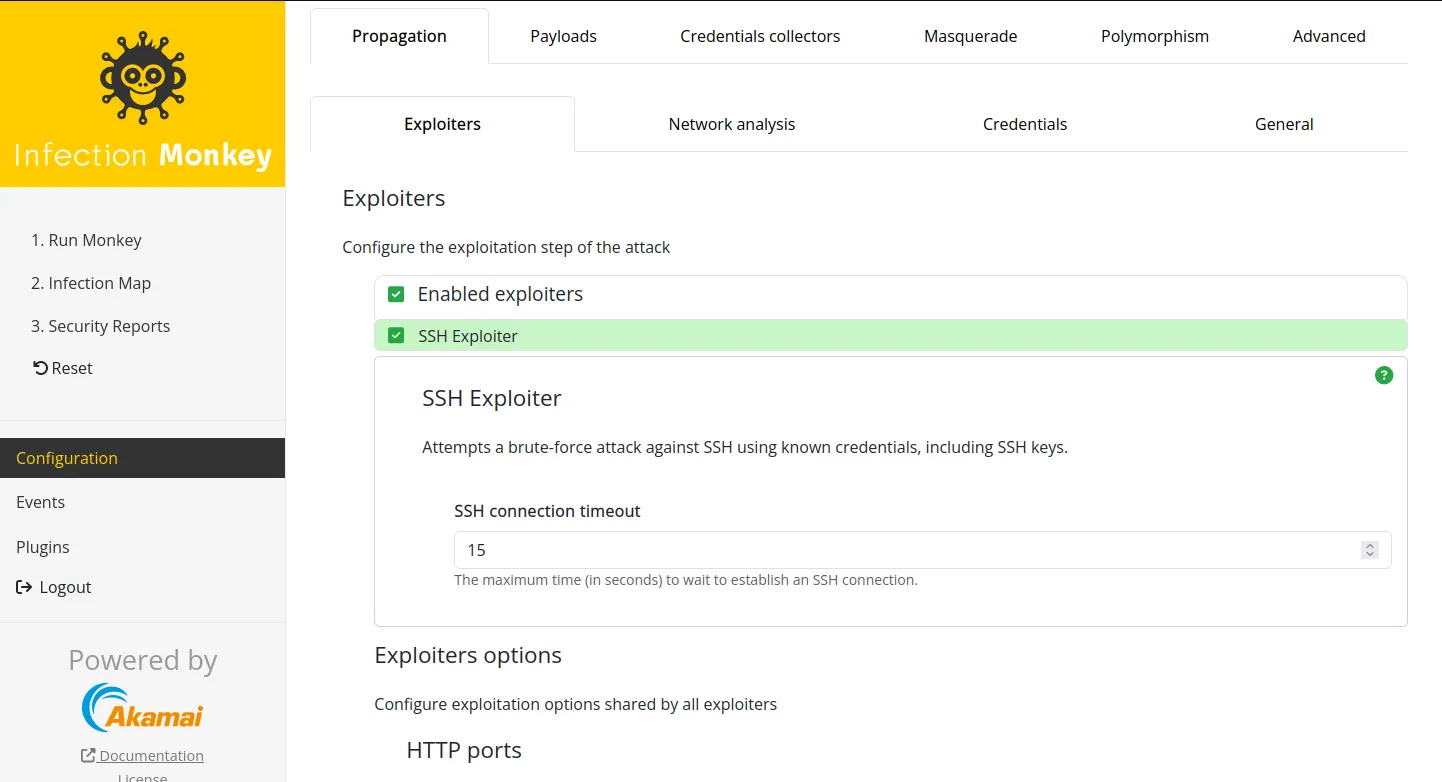 Infection Monkey
1. Run Monkey
2. Infection Map
3. Security Reports
Reset
Configuration
Events
Plugins
Logout
Powered by
Akamai
Documentation
License
Propagation
Payloads
Credentials collectors
Masquerade
Polymorphism
Advanced
Exploiters
Network analysis
Credentials
General
Exploiters
Configure the exploitation step of the attack
Enabled exploiters
SSH Exploiter
?
SSH Exploiter
Attempts a brute-force attack against SSH using known credentials, including SSH keys.
SSH connection timeout
15
The maximum time (in seconds) to wait to establish an SSH connection.
Exploiters options
Configure exploitation options shared by all exploiters
HTTP ports